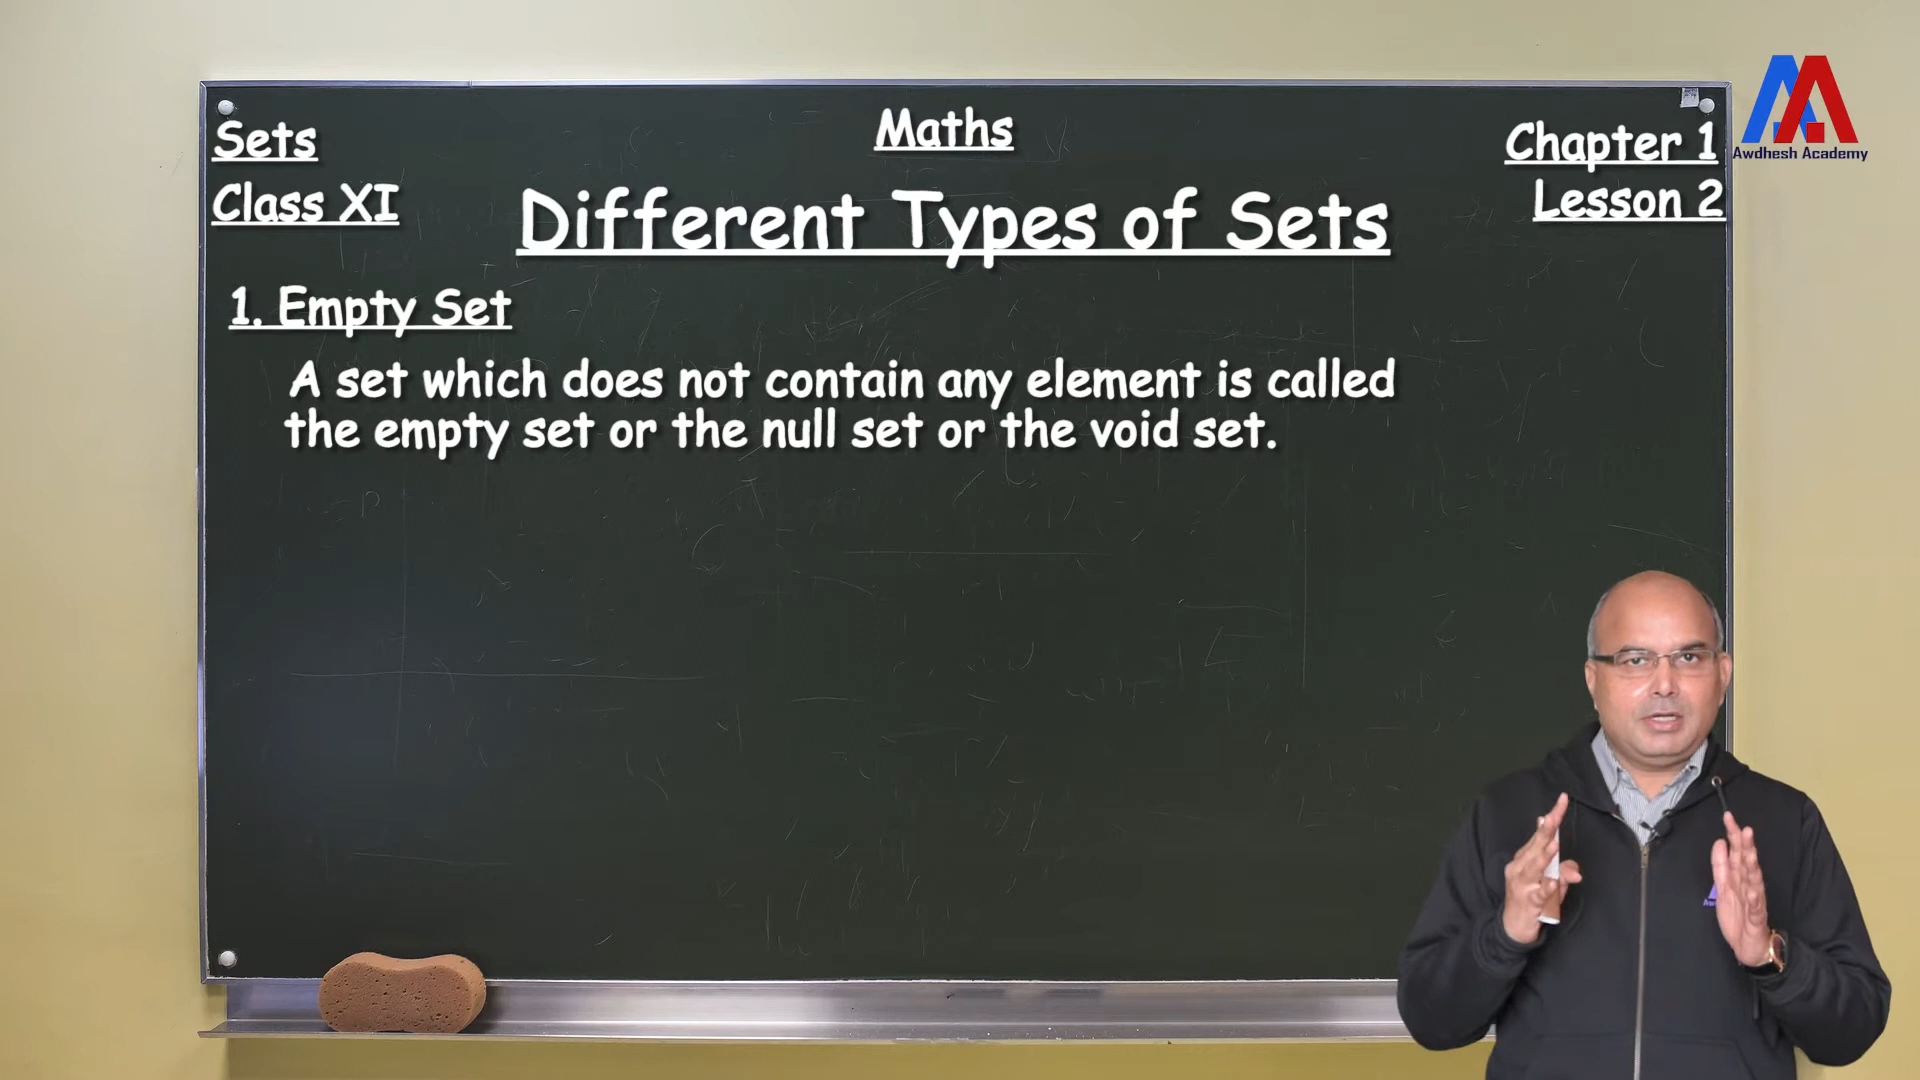 Sets
Maths
Chapter 1
Awdhesh Academy
Class XI
Lesson 2
Different Types of Sets
1. Empty Set
A set which does not contain any element is called
the empty set or the null set or the void set.